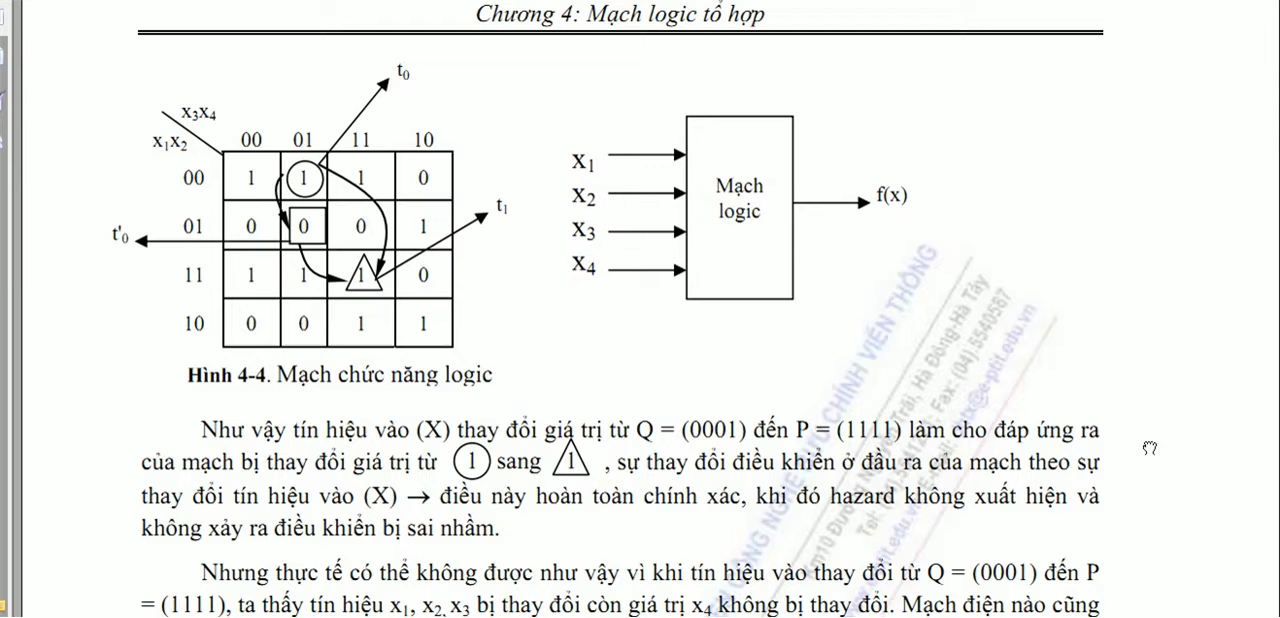 Chương 4: Mạch logic tổ hợp
t0
x3x4
x1x2
00 01 11 10
00 1 1 1 0
01 0 0 0 1
t1
t'0
11 1 1 1 0
10 0 0 1 1
X1
X2
X3
X4
Mạch
logic
f(x)
Hình 4-4. Mạch chức năng logic
Như vậy tín hiệu vào (X) thay đổi giá trị từ Q = (0001) đến P = (1111) làm cho đáp ứng ra
của mạch bị thay đổi giá trị từ 1 sang 1 , sự thay đổi điều khiển ở đầu ra của mạch theo sự
thay đổi tín hiệu vào (X) → điều này hoàn toàn chính xác, khi đó hazard không xuất hiện và
không xảy ra điều khiển bị sai nhầm.
Nhưng thực tế có thể không được như vậy vì khi tín hiệu vào thay đổi từ Q = (0001) đến P
= (1111), ta thấy tín hiệu x1, x2, x3 bị thay đổi còn giá trị x4 không bị thay đổi. Mạch điện nào cũng